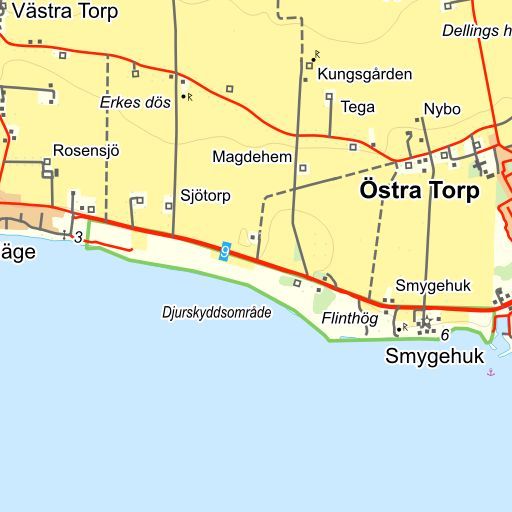 Västra Torp
Dellings h
Kungsgården
Erkes dös
Tega
Nybo
Rosensjö
Magdehem
Sjötorp
Östra Torp
3
äge
9
Smygehuk
Djurskyddsområde
Flinthög
6
Smygehuk